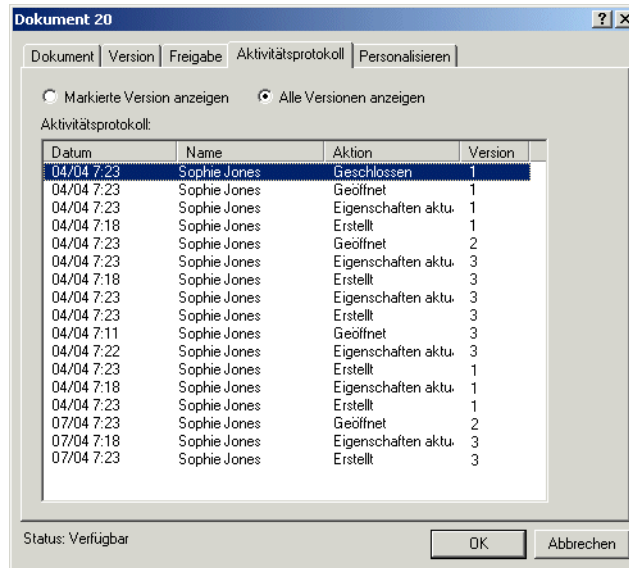 Dokument 20
Dokument Version Freigabe Aktivitätsprotokoll Personalisieren
Markierte Version anzeigen Alle Versionen anzeigen
Aktivitätsprotokoll:
Datum Name Aktion Version
04/04 7:23 Sophie Jones Geschlossen 1
04/04 7:23 Sophie Jones Geöffnet 1
04/04 7:23 Sophie Jones Eigenschaften aktu. 1
04/04 7:18 Sophie Jones Erstellt 1
04/04 7:23 Sophie Jones Geöffnet 2
04/04 7:23 Sophie Jones Eigenschaften aktu. 3
04/04 7:18 Sophie Jones Erstellt 3
04/04 7:23 Sophie Jones Eigenschaften aktu. 3
04/04 7:23 Sophie Jones Erstellt 3
04/04 7:11 Sophie Jones Geöffnet 3
04/04 7:22 Sophie Jones Eigenschaften aktu. 3
04/04 7:23 Sophie Jones Erstellt 1
04/04 7:18 Sophie Jones Eigenschaften aktu. 1
04/04 7:23 Sophie Jones Erstellt 1
07/04 7:23 Sophie Jones Geöffnet 2
07/04 7:18 Sophie Jones Eigenschaften aktu. 3
07/04 7:23 Sophie Jones Erstellt 3
Status: Verfügbar OK Abbrechen